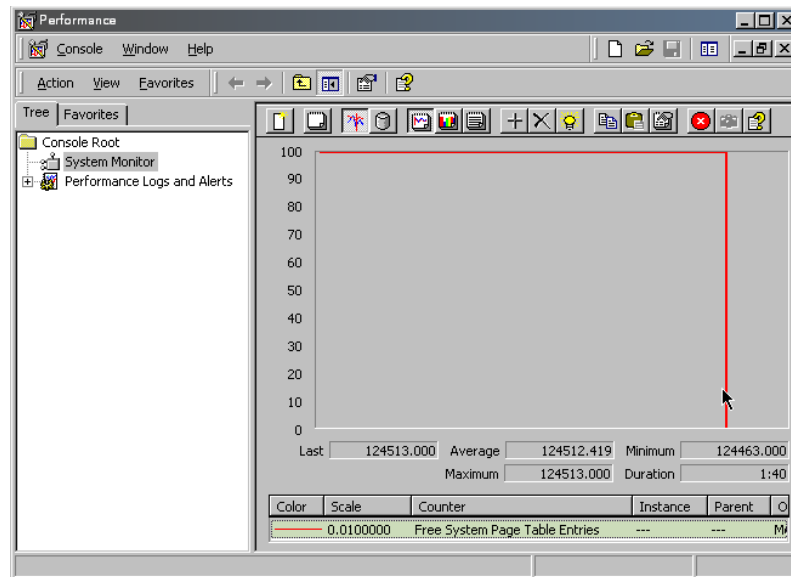 Performance
Console Window Help
Action View Favorites
Tree Favorites
Console Root
System Monitor
Performance Logs and Alerts
100
90
80
70
60
50
40
30
20
10
0
Last 124513.000 Average 124512.419 Minimum 124463.000
Maximum 124513.000 Duration 1:40
Color Scale Counter Instance Parent O
0.0100000 Free System Page Table Entries --- ---